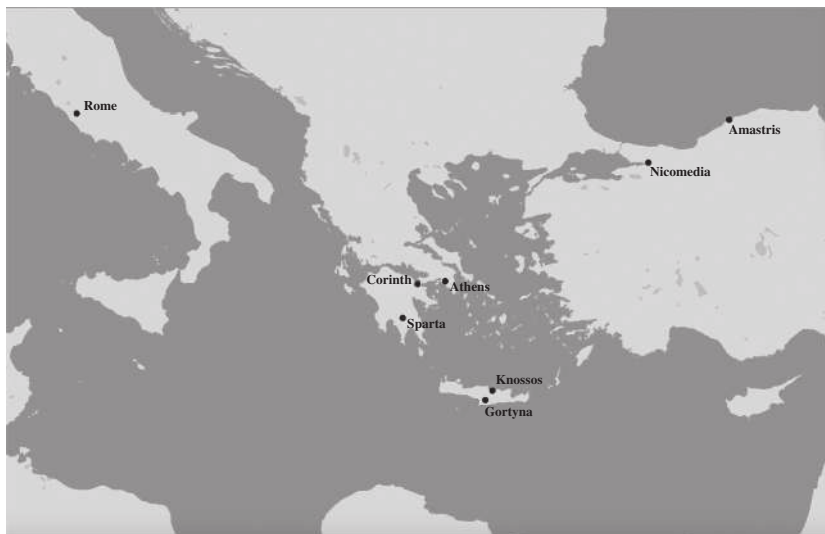 Rome
Amastris
Nicomedia
Corinth
Athens
Sparta
Knossos
Gortyna